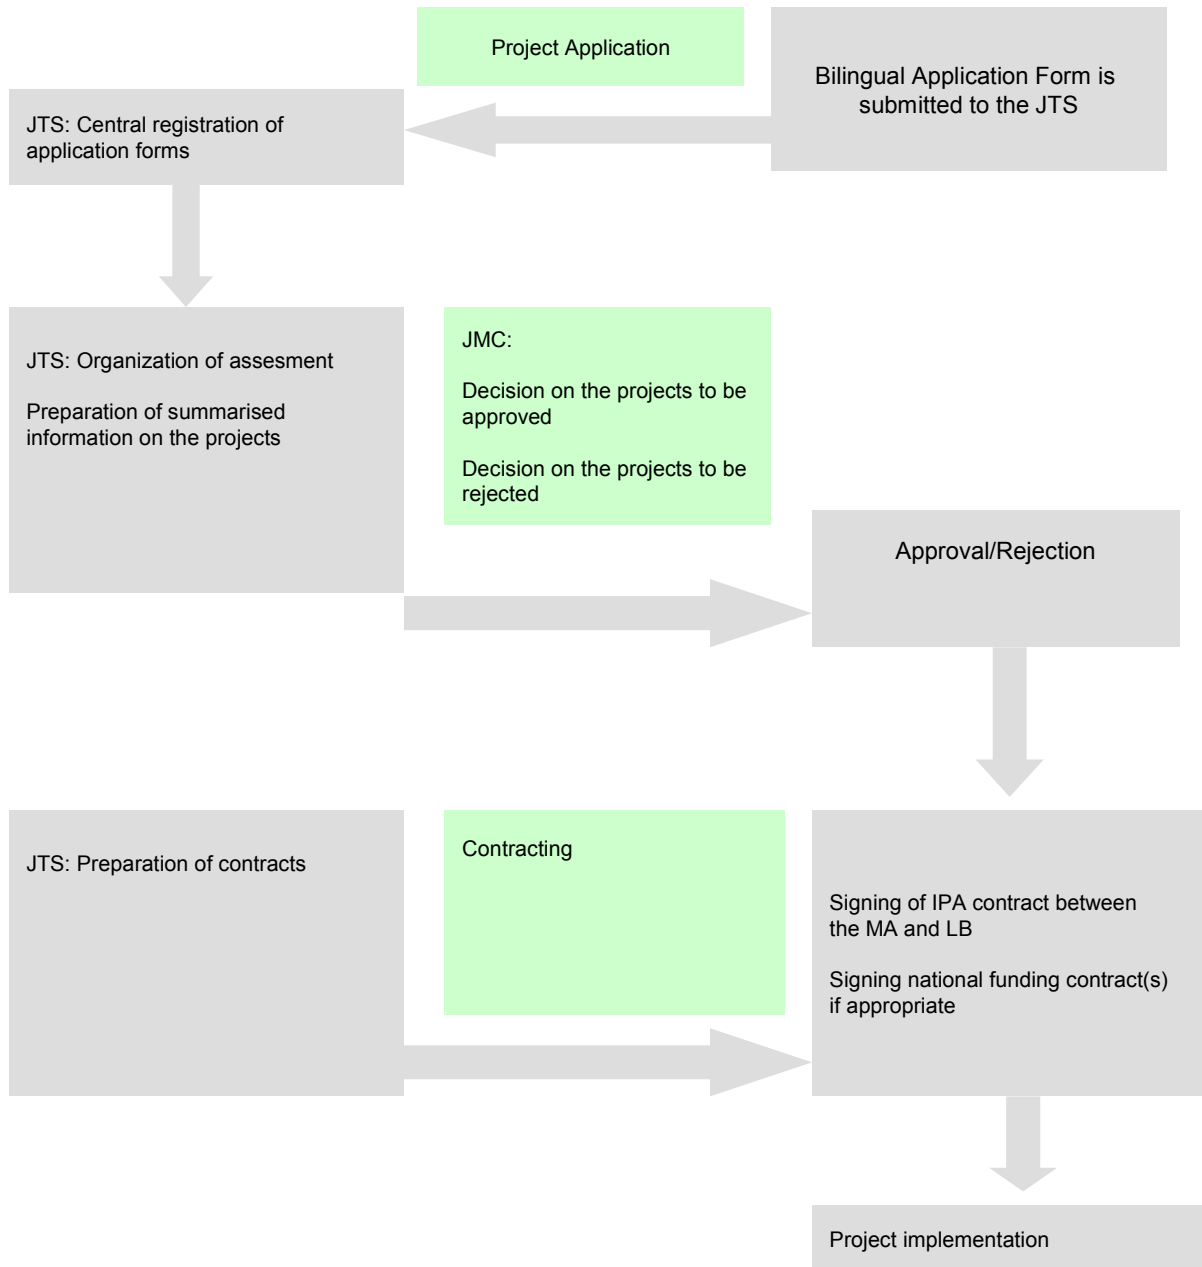 Project Application
Bilingual Application Form is
submitted to the JTS
JTS: Central registration of
application forms
JTS: Organization of assesment
Preparation of summarised
information on the projects
JMC:
Decision on the projects to be
approved
Decision on the projects to be
rejected
Approval/Rejection
JTS: Preparation of contracts
Contracting
Signing of IPA contract between
the MA and LB
Signing national funding contract(s)
if appropriate
Project implementation